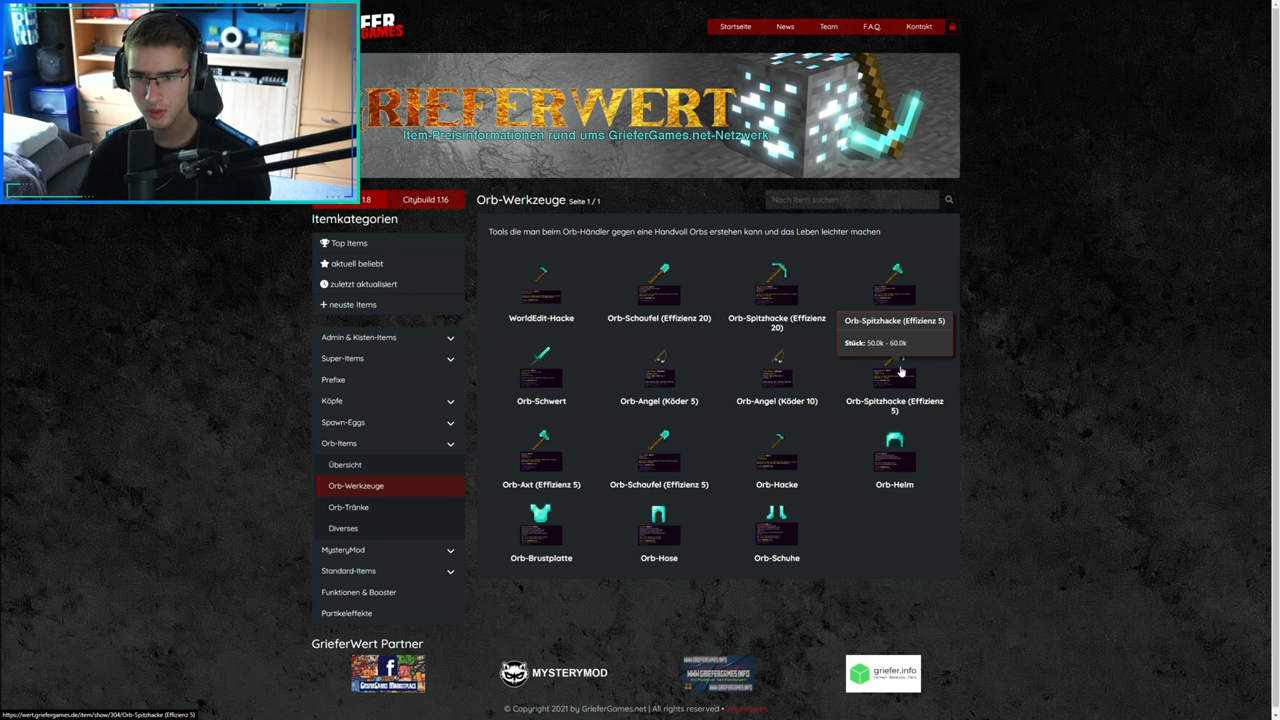 FER
GAMES
Startseite
News
Team
F.A.Q.
Kontakt
RIEFERWERT
Item-Preisinformationen rund ums GrieferGames.net-Netzwerk
1.8
Citybuild 1.16
Orb-Werkzeuge Seite 1 / 1
Nach Item suchen
Itemkategorien
Top Items
aktuell beliebt
zuletzt aktualisiert
neuste Items
Admin & Kisten-Items
Super-Items
Prefixe
Köpfe
Spawn-Eggs
Orb-Items
Übersicht
Orb-Werkzeuge
Orb-Tränke
Diverses
MysteryMod
Standard-Items
Funktionen & Booster
Partikeleffekte
Tools die man beim Orb-Händler gegen eine Handvoll Orbs erstehen kann und das Leben leichter machen
WorldEdit-Hacke
Orb-Schaufel (Effizienz 20)
Orb-Spitzhacke (Effizienz
20)
Orb-Spitzhacke (Effizienz 5)
Stück: 50.0k - 60.0k
Orb-Schwert
Orb-Angel (Köder 5)
Orb-Angel (Köder 10)
Orb-Spitzhacke (Effizienz
5)
Orb-Axt (Effizienz 5)
Orb-Schaufel (Effizienz 5)
Orb-Hacke
Orb-Helm
Orb-Brustplatte
Orb-Hose
Orb-Schuhe
GrieferWert Partner
GRIEFERGAMES MARKETPLACE
MYSTERYMOD
WWW.GRIEFERGAMES.INFO
griefer.info
© Copyright 2021 by GrieferGames.net | All rights reserved • Impressum
https://wert.griefergames.de/item/show/304/Orb-Spitzhacke (Effizienz 5)